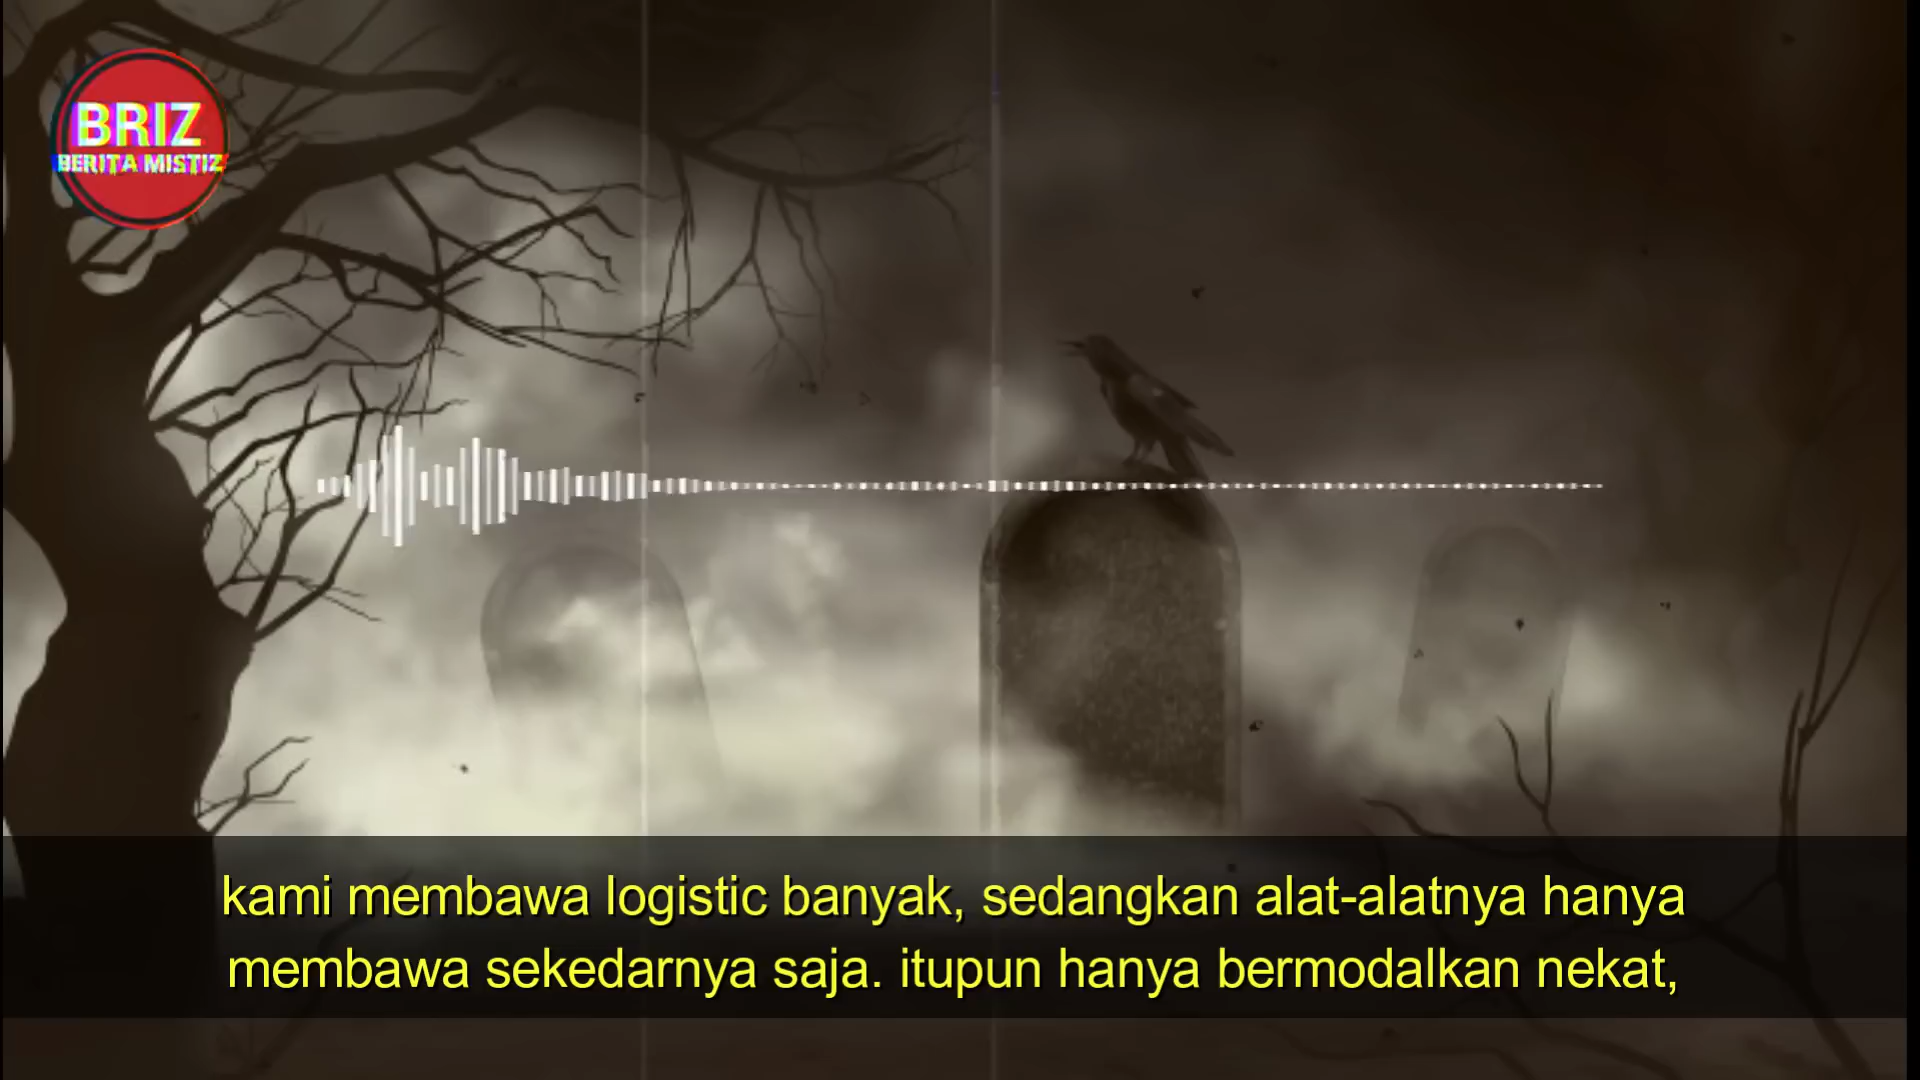 BRIZ
BERITA MISTIZ
kami membawa logistic banyak, sedangkan alat-alatnya hanya
membawa sekedarnya saja. itupun hanya bermodalkan nekat,